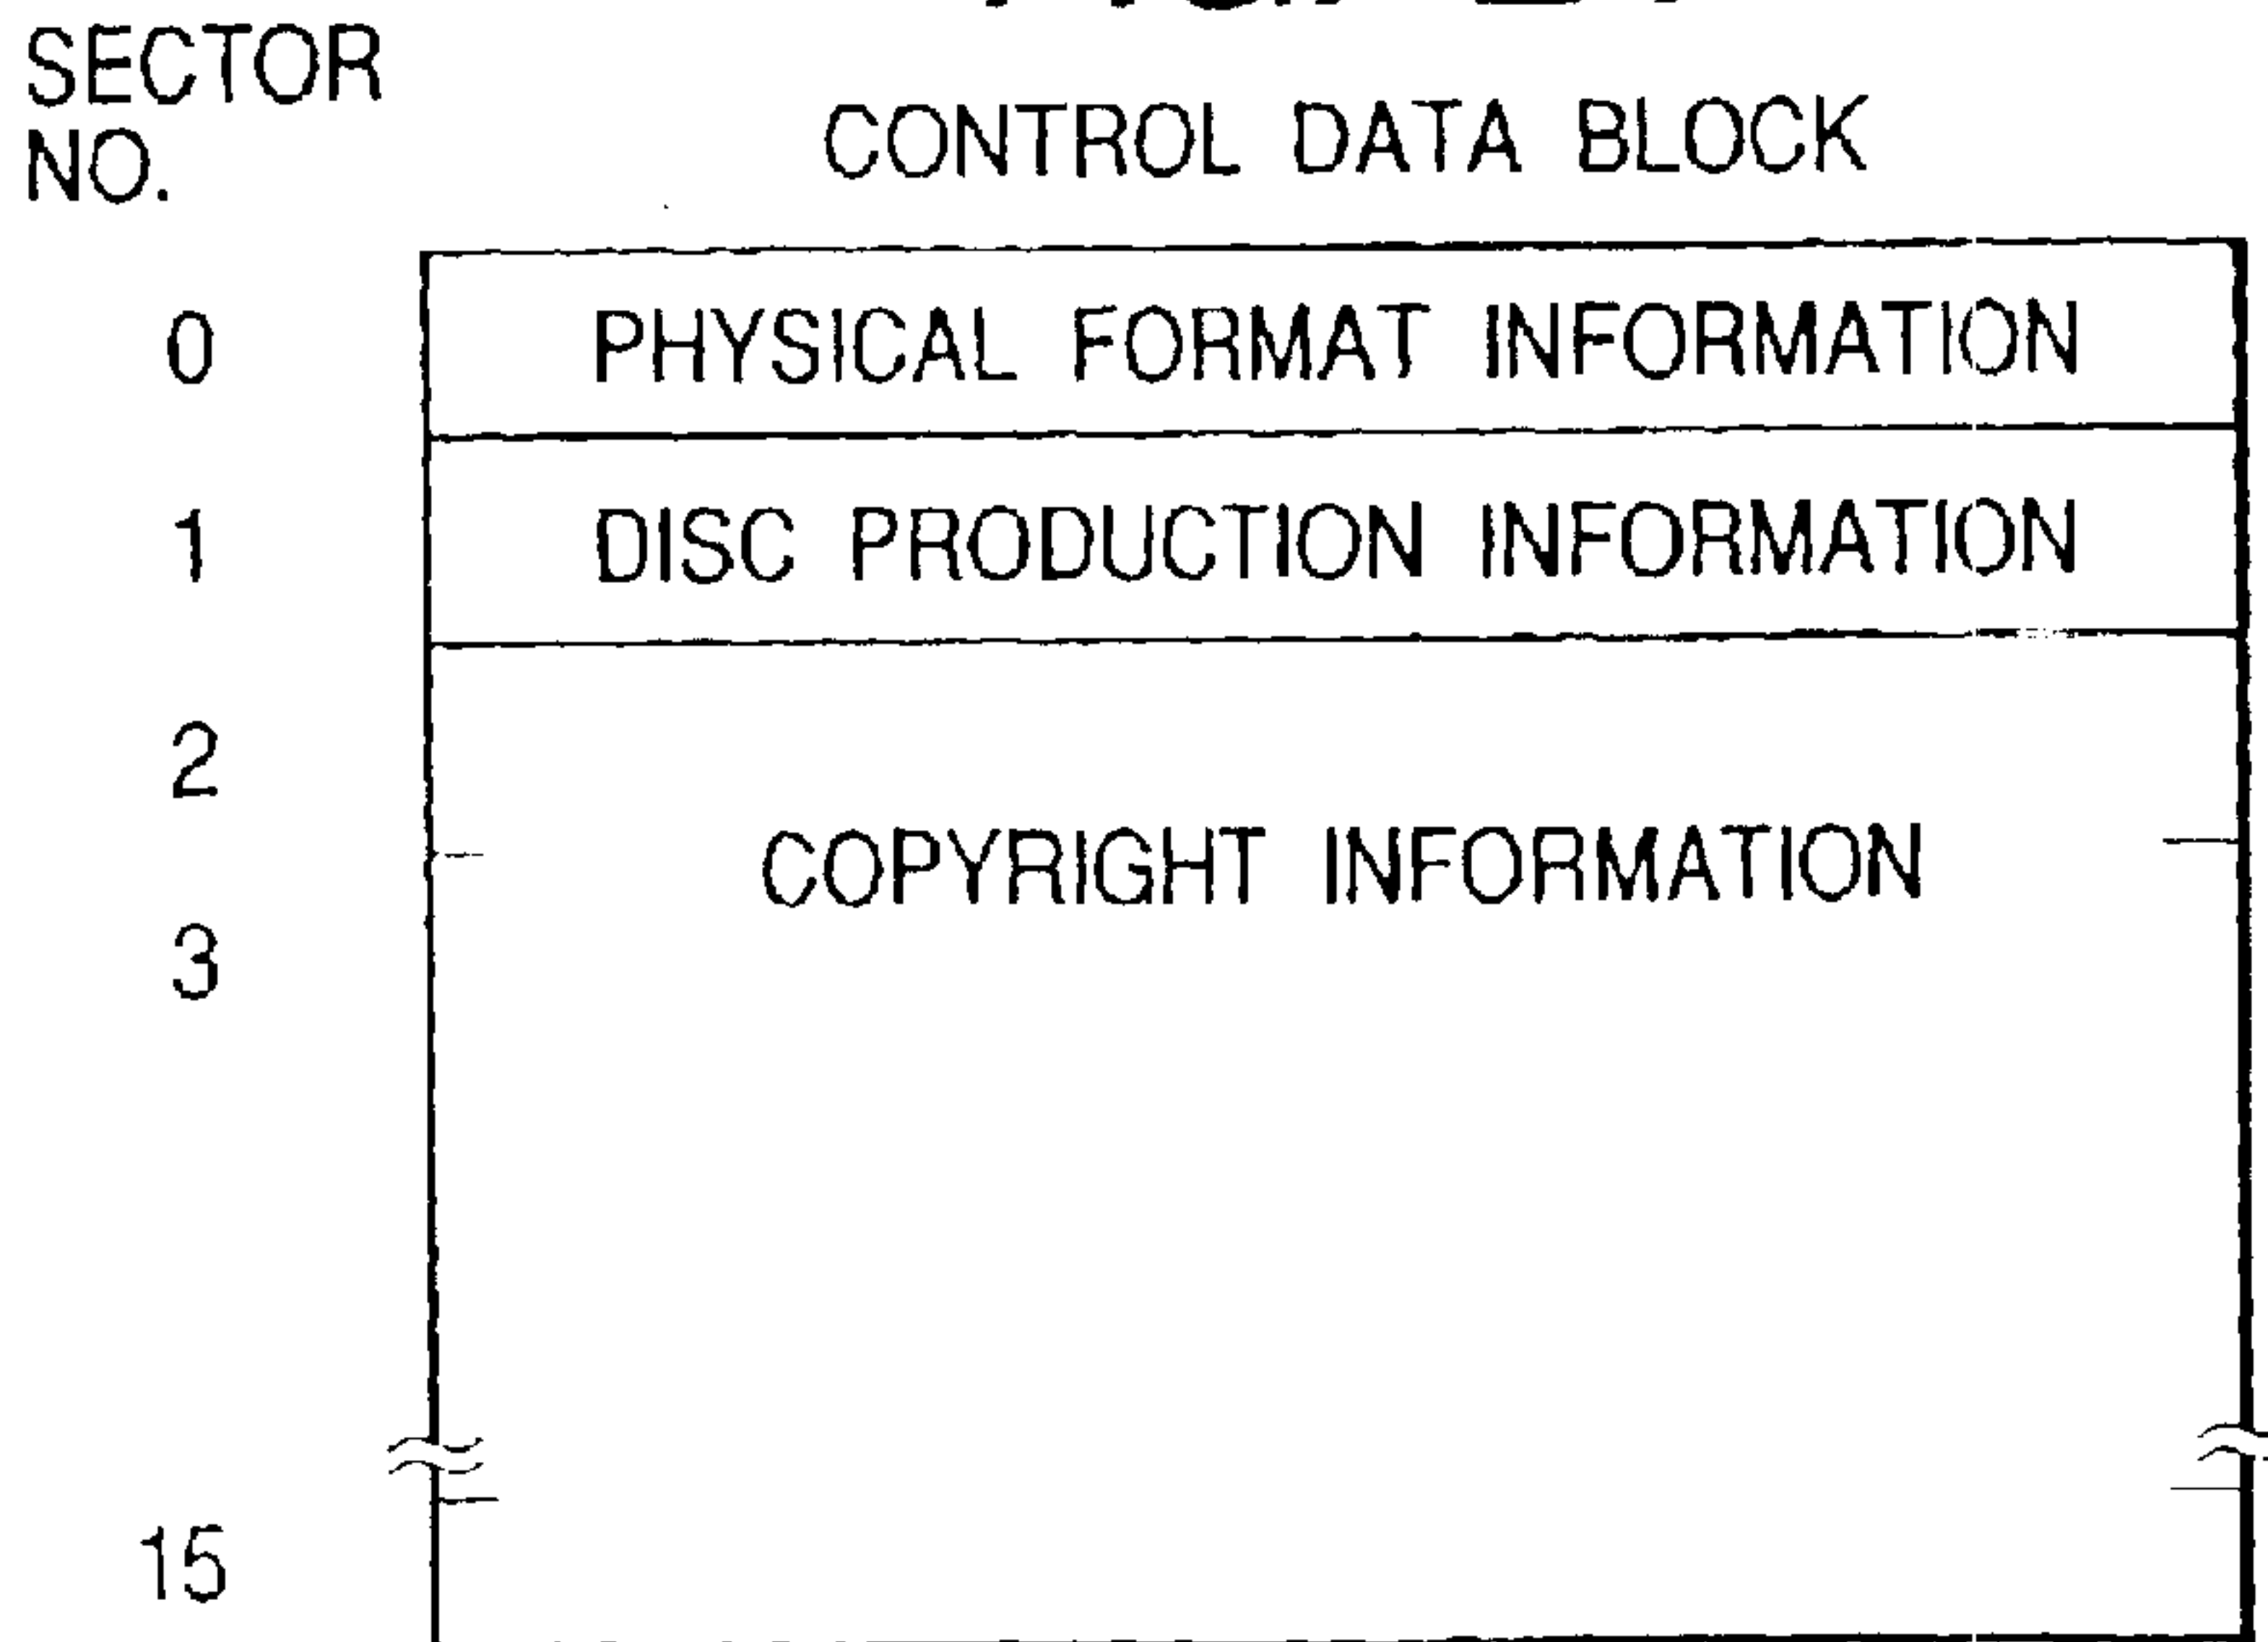 SECTOR
NO.
CONTROL DATA BLOCK
0 PHYSICAL FORMAT INFORMATION
1 DISC PRODUCTION INFORMATION
2
COPYRIGHT INFORMATION
3
15